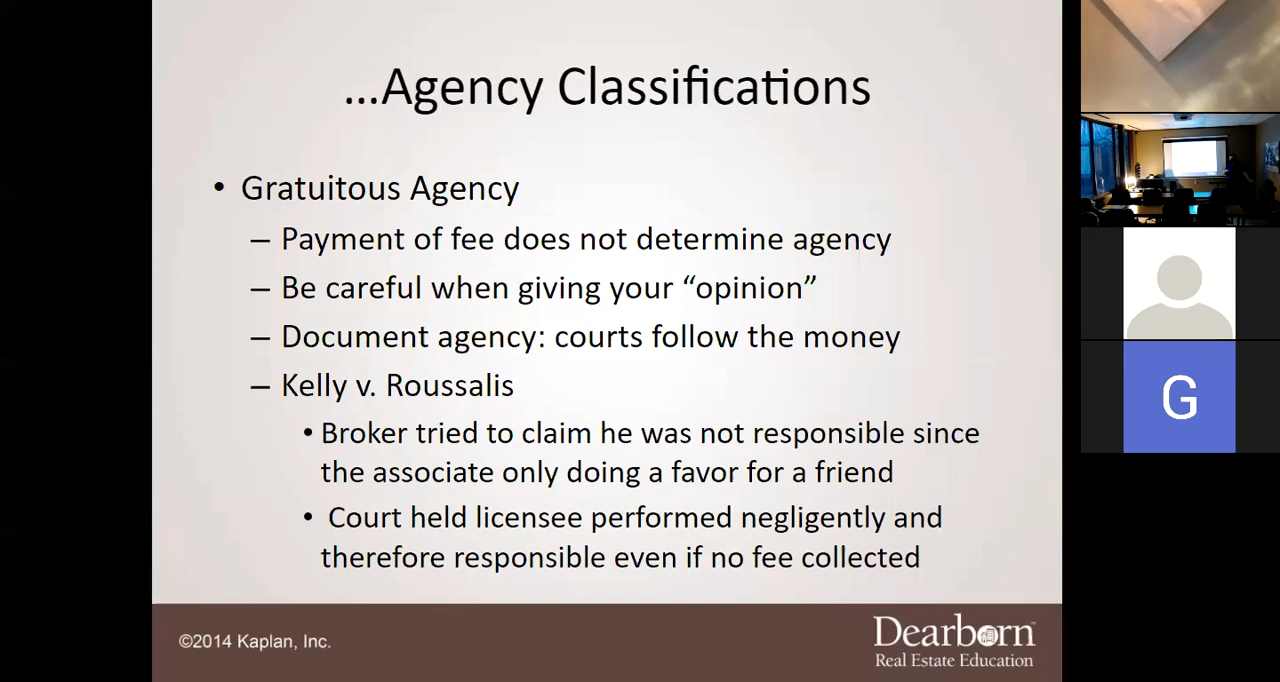 ...Agency Classifications
• Gratuitous Agency
– Payment of fee does not determine agency
– Be careful when giving your “opinion”
– Document agency: courts follow the money
– Kelly v. Roussalis
• Broker tried to claim he was not responsible since
the associate only doing a favor for a friend
• Court held licensee performed negligently and
therefore responsible even if no fee collected
©2014 Kaplan, Inc.
Dearborn™
Real Estate Education
G